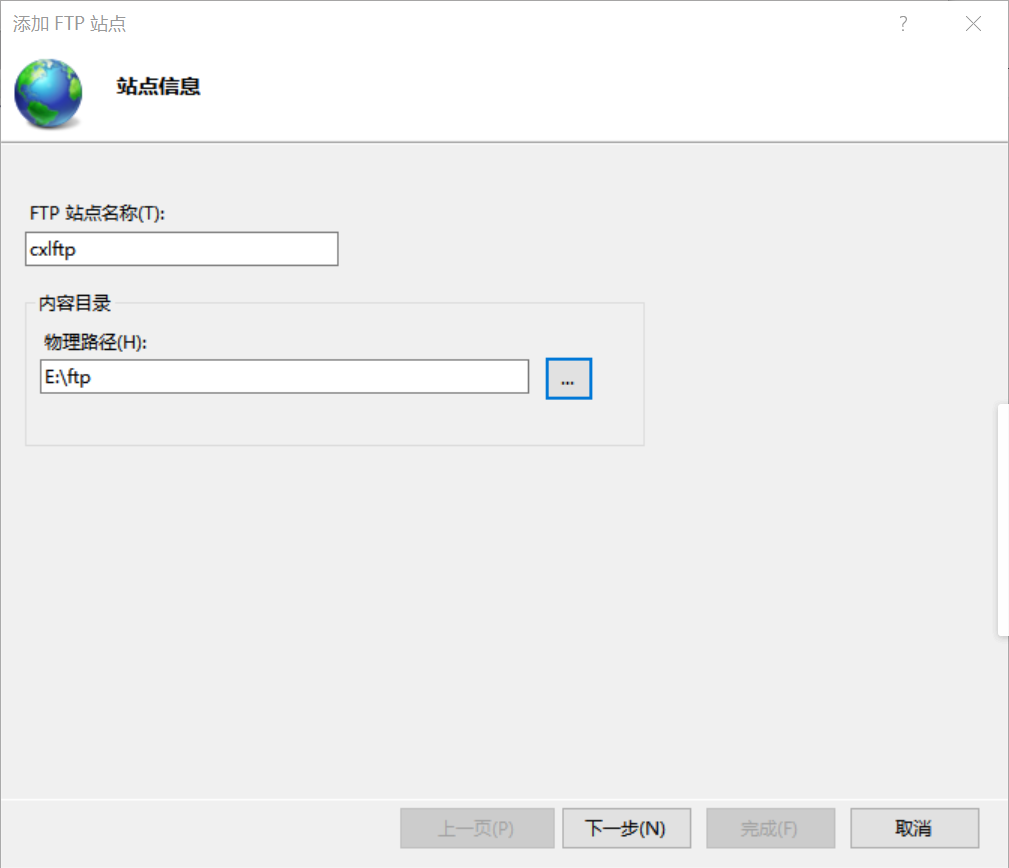 添加 FTP 站点
?
站点信息
FTP 站点名称(T):
cxlftp
内容目录
物理路径(H):
E:\ftp
...
上一页(P) 下一步(N) 完成(F) 取消